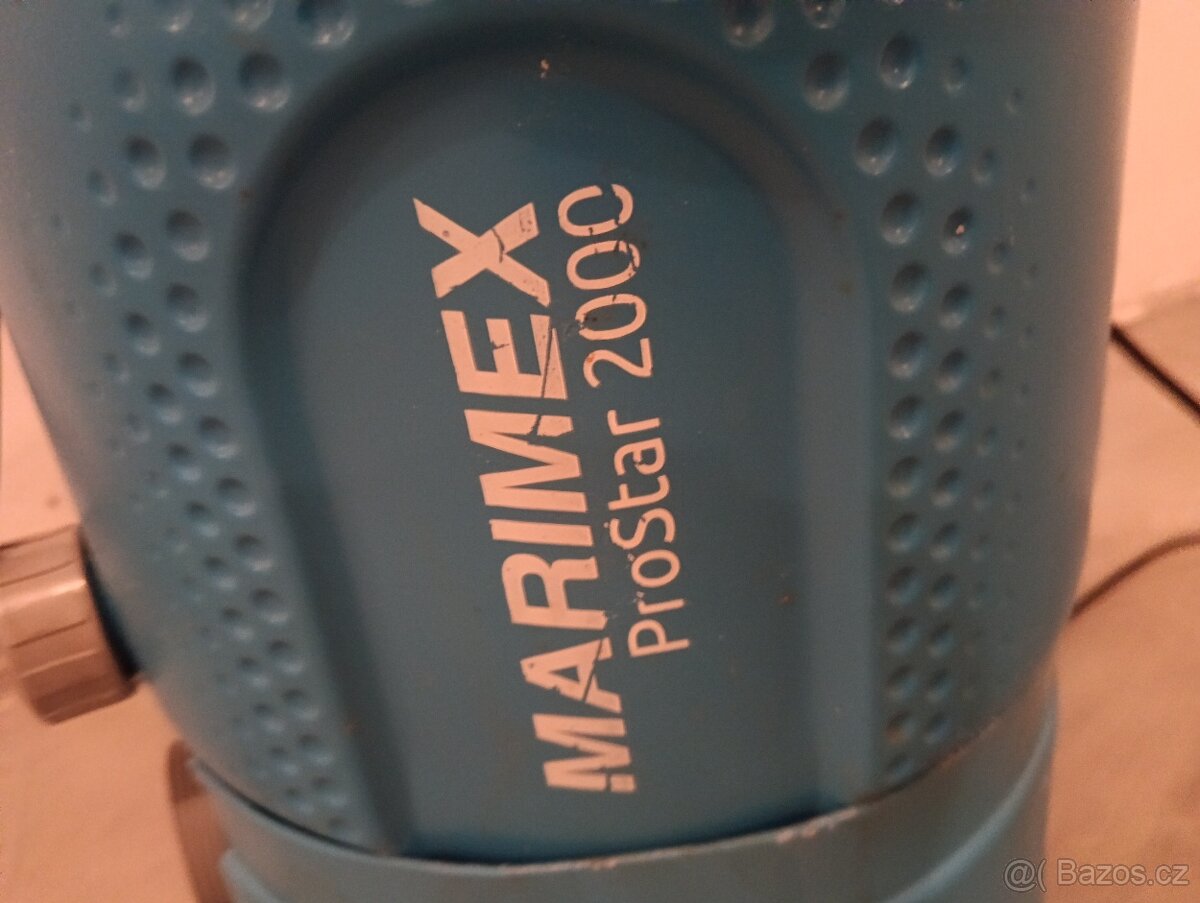 MARIMEX
ProStar 2000
@( Bazos.cz